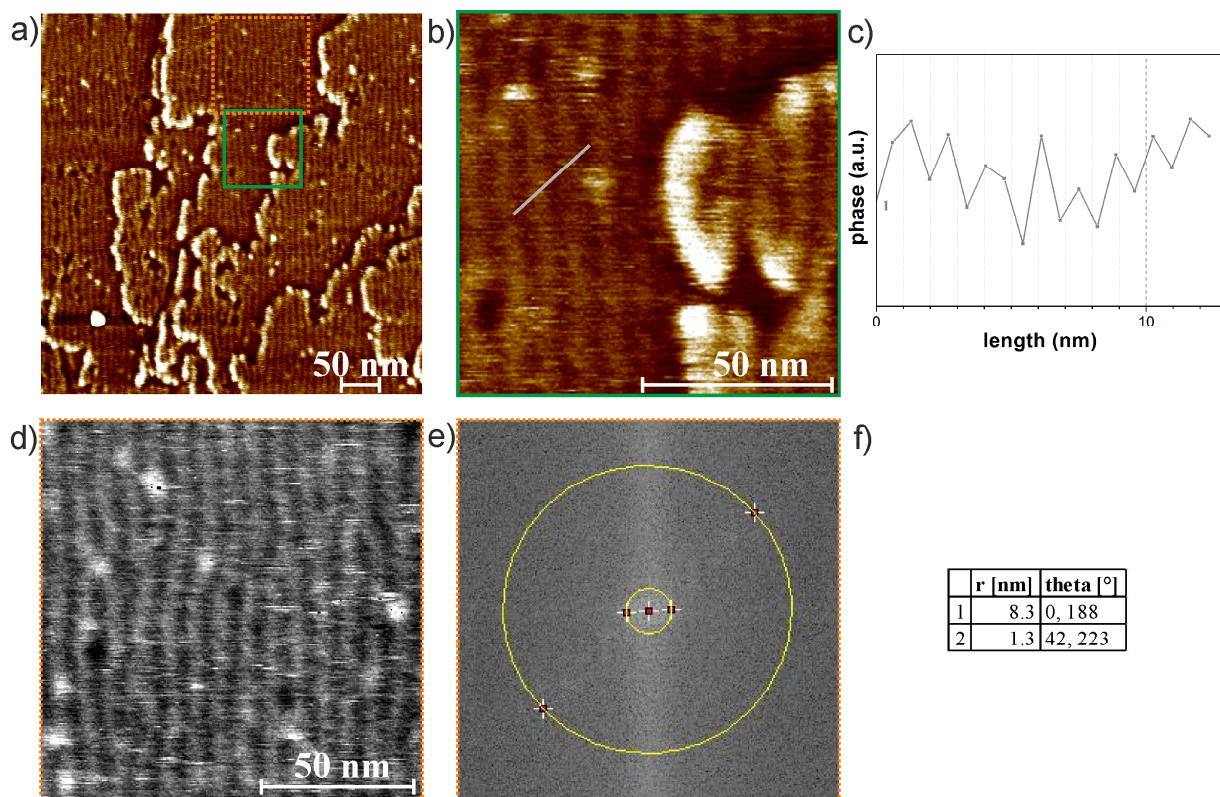 a)
50 nm
b)
50 nm
c)
phase (a.u.)
1
0
10
length (nm)
d)
50 nm
e)
f)
r [nm] theta [°]
1 8.3 0, 188
2 1.3 42, 223